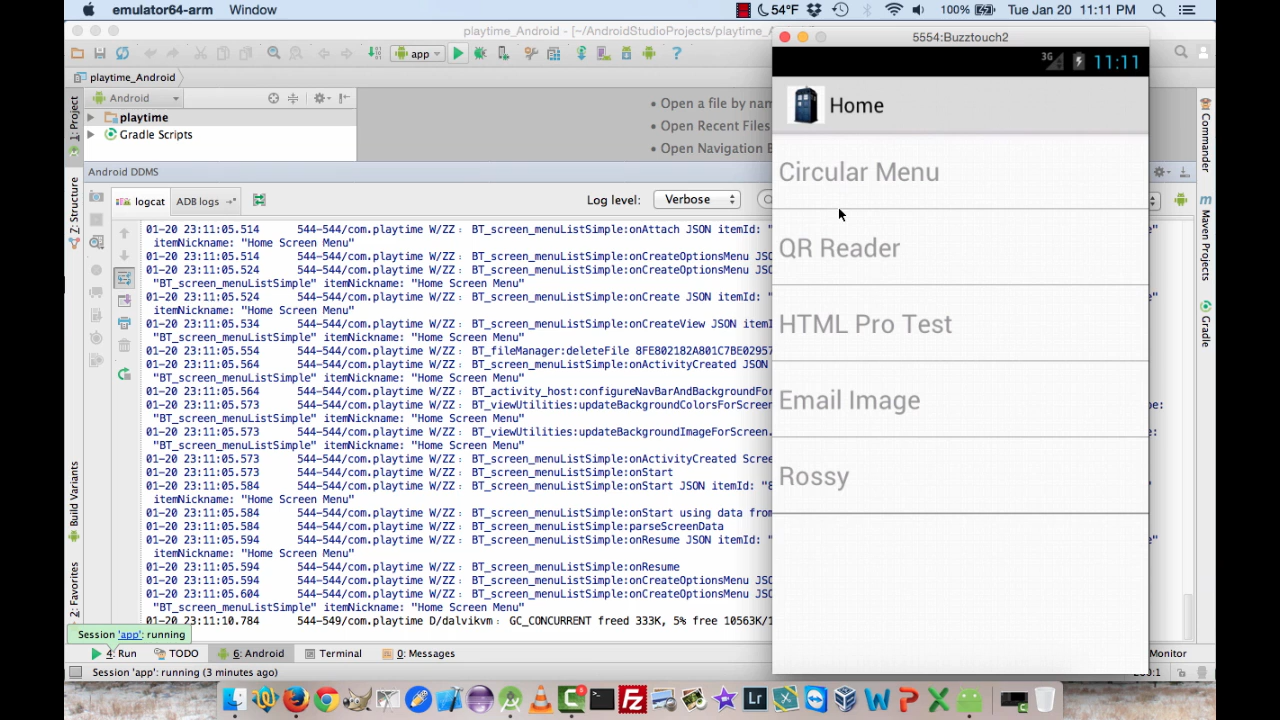 emulator64-arm Window 54°F 100% Tue Jan 20 11:11 PM
playtime_Android - [~/AndroidStudioProjects/playtime_
5554:Buzztouch2
app
playtime_Android
3G 11:11
Android
Open a file by nam
playtime
Open Recent Files
Gradle Scripts
Open Navigation B
Home
Circular Menu
QR Reader
HTML Pro Test
Email Image
Rossy
1: Project
Z: Structure
Build Variants
2: Favorites
Commander
Maven Projects
Gradle
Android DDMS
logcat ADB logs Log level: Verbose
01-20 23:11:05.514 544-544/com.playtime W/ZZ﹕ BT_screen_menuListSimple:onAttach JSON itemId: "
itemNickname: "Home Screen Menu"
01-20 23:11:05.514 544-544/com.playtime W/ZZ﹕ BT_screen_menuListSimple:onCreateOptionsMenu JSO
01-20 23:11:05.524 544-544/com.playtime W/ZZ﹕ BT_screen_menuListSimple:onCreateOptionsMenu JSO
"BT_screen_menuListSimple" itemNickname: "Home Screen Menu"
01-20 23:11:05.524 544-544/com.playtime W/ZZ﹕ BT_screen_menuListSimple:onCreate JSON itemId: "
"BT_screen_menuListSimple" itemNickname: "Home Screen Menu"
01-20 23:11:05.534 544-544/com.playtime W/ZZ﹕ BT_screen_menuListSimple:onCreateView JSON itemI
"BT_screen_menuListSimple" itemNickname: "Home Screen Menu"
01-20 23:11:05.554 544-544/com.playtime W/ZZ﹕ BT_fileManager:deleteFile 8FE802182A801C7BE02957
01-20 23:11:05.564 544-544/com.playtime W/ZZ﹕ BT_screen_menuListSimple:onActivityCreated JSON
"BT_screen_menuListSimple" itemNickname: "Home Screen Menu"
01-20 23:11:05.564 544-544/com.playtime W/ZZ﹕ BT_activity_host:configureNavBarAndBackgroundFo
01-20 23:11:05.573 544-544/com.playtime W/ZZ﹕ BT_viewUtilities:updateBackgroundColorsForScreen
"BT_screen_menuListSimple" itemNickname: "Home Screen Menu"
01-20 23:11:05.573 544-544/com.playtime W/ZZ﹕ BT_viewUtilities:updateBackgroundImageForScreen.
"BT_screen_menuListSimple" itemNickname: "Home Screen Menu"
01-20 23:11:05.573 544-544/com.playtime W/ZZ﹕ BT_screen_menuListSimple:onActivityCreated Scree
01-20 23:11:05.573 544-544/com.playtime W/ZZ﹕ BT_screen_menuListSimple:onStart
01-20 23:11:05.574 544-544/com.playtime W/ZZ﹕ BT_screen_menuListSimple:onStart JSON itemId: "8
"BT_screen_menuListSimple" itemNickname: "Home Screen Menu"
01-20 23:11:05.584 544-544/com.playtime W/ZZ﹕ BT_screen_menuListSimple:onStart using data from
01-20 23:11:05.584 544-544/com.playtime W/ZZ﹕ BT_screen_menuListSimple:parseScreenData
01-20 23:11:05.584 544-544/com.playtime W/ZZ﹕ BT_screen_menuListSimple:onResume JSON itemId: "
itemNickname: "Home Screen Menu"
01-20 23:11:05.594 544-544/com.playtime W/ZZ﹕ BT_screen_menuListSimple:onResume
01-20 23:11:05.604 544-544/com.playtime W/ZZ﹕ BT_screen_menuListSimple:onCreateOptionsMenu JSO
"BT_screen_menuListSimple" itemNickname: "Home Screen Menu"
01-20 23:11:10.784 544-549/com.playtime D/dalvikvm﹕ GC_CONCURRENT freed 333K, 5% free 10563K/1
Session 'app': running
4: Run TODO 6: Android Terminal 0: Messages Monitor
Session 'app': running (3 minutes ago)